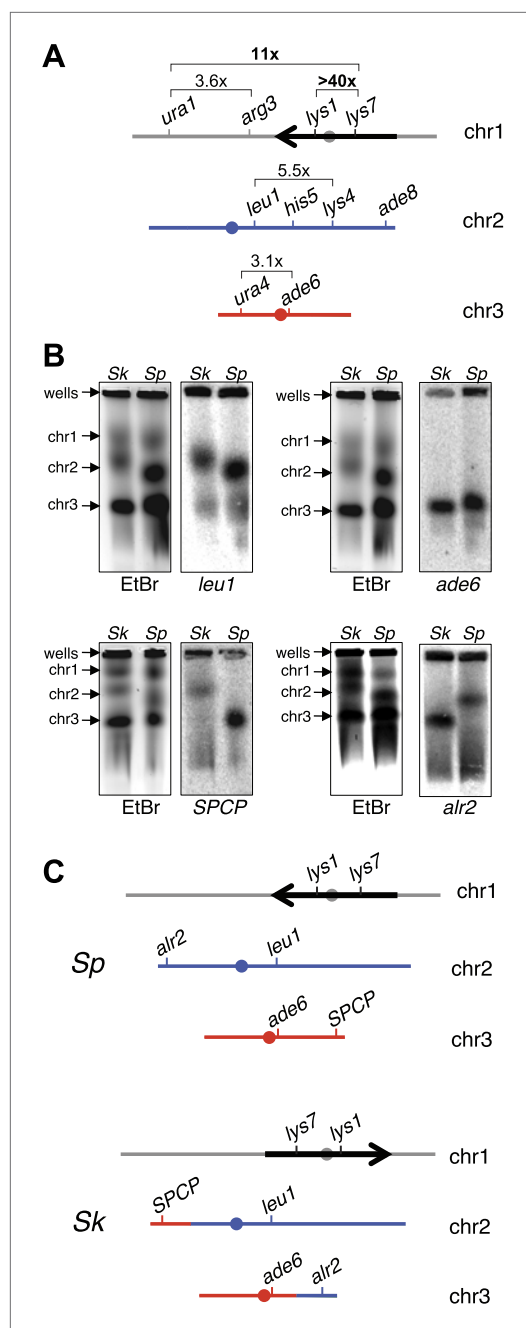 A
11x
3.6x
>40x
ura1 arg3 lys1 lys7
chr1
5.5x
leu1 his5 lys4 ade8
chr2
3.1x
ura4 ade6
chr3
B
Sk Sp Sk Sp Sk Sp Sk Sp
wells
chr1
chr2
chr3
EtBr leu1
wells
chr1
chr2
chr3
EtBr ade6
Sk Sp Sk Sp Sk Sp Sk Sp
wells
chr1
chr2
chr3
EtBr SPCP
wells
chr1
chr2
chr3
EtBr alr2
C
lys1 lys7
chr1
Sp
alr2 leu1
chr2
ade6 SPCP
chr3
lys7 lys1
chr1
Sk
SPCP leu1
chr2
ade6 alr2
chr3